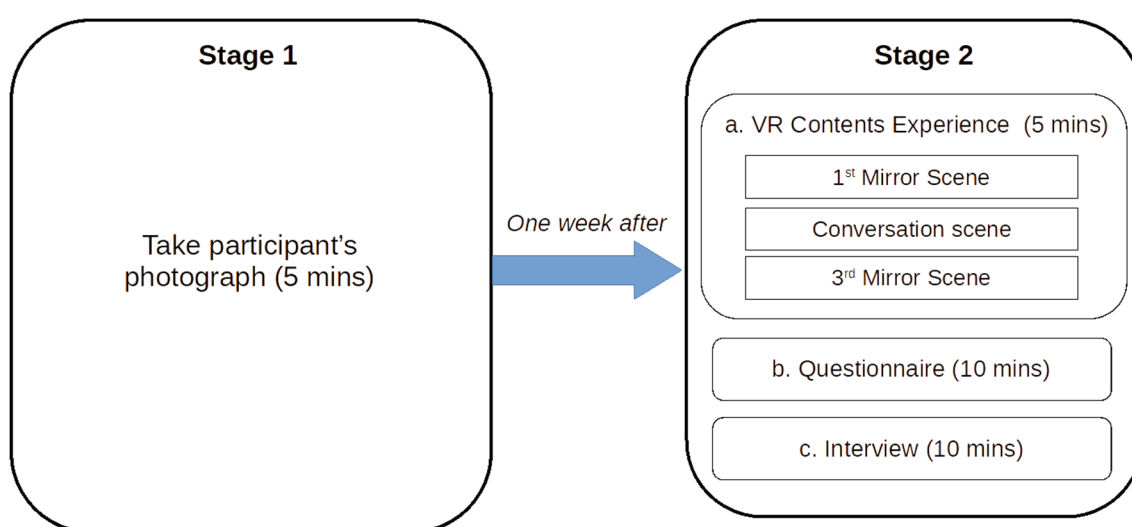 Stage 1
Take participant’s
photograph (5 mins)
One week after
Stage 2
a. VR Contents Experience (5 mins)
1st Mirror Scene
Conversation scene
3rd Mirror Scene
b. Questionnaire (10 mins)
c. Interview (10 mins)